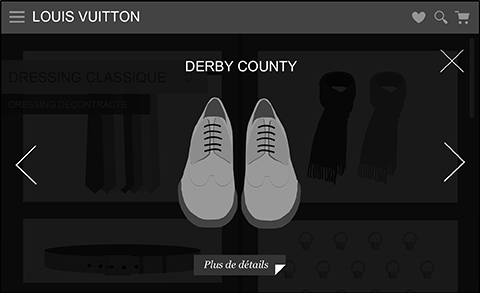 LOUIS VUITTON
DERBY COUNTY
DRESSING CLASSIQUE
DRESSING DÉCONTRACTÉ
Plus de détails